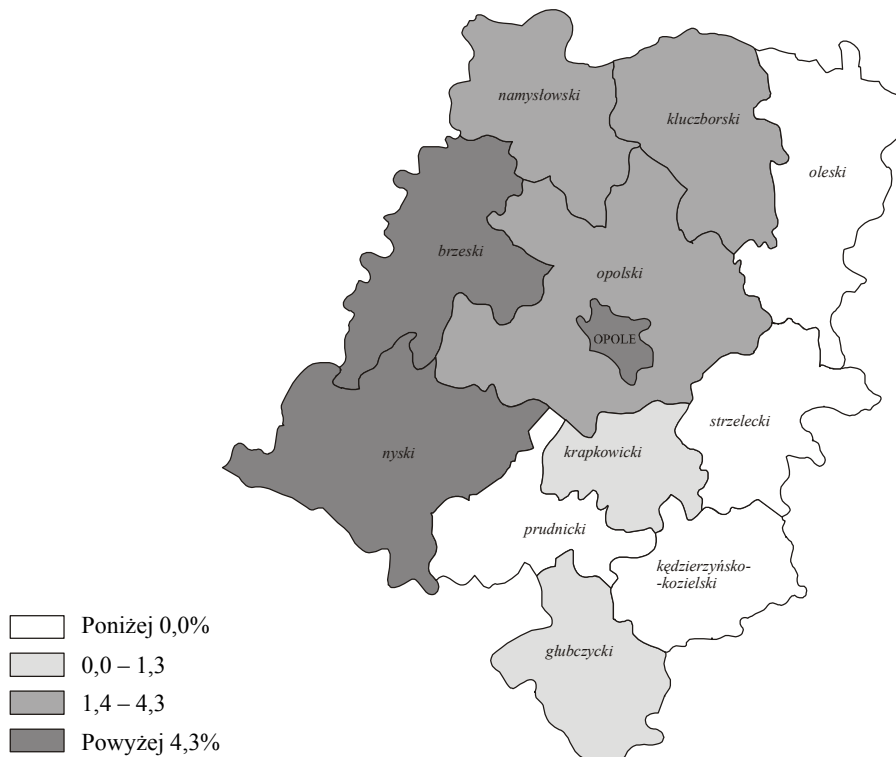 namysłowski
kluczborski
oleski
brzeski
opolski
OPOLE
strzelecki
nyski
krapkowicki
prudnicki
kędzierzyńsko-
-kozielski
głubczycki
Poniżej 0,0%
0,0 – 1,3
1,4 – 4,3
Powyżej 4,3%